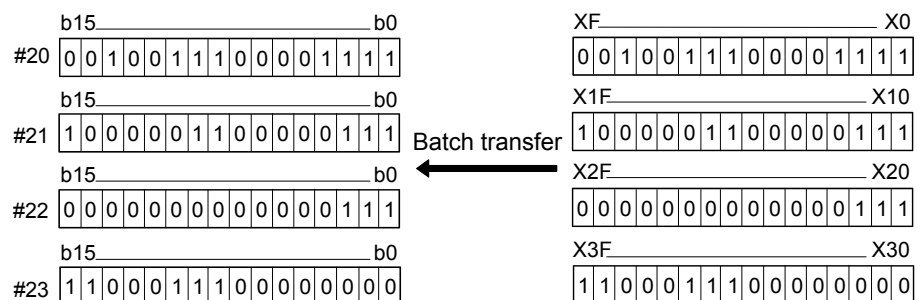 b15 b0 XF X0
#20 0 0 1 0 0 1 1 1 0 0 0 0 1 1 1 1 0 0 1 0 0 1 1 1 0 0 0 0 1 1 1 1
b15 b0 X1F X10
#21 1 0 0 0 0 0 1 1 0 0 0 0 0 1 1 1 Batch transfer 1 0 0 0 0 0 1 1 0 0 0 0 0 1 1 1
b15 b0 X2F X20
#22 0 0 0 0 0 0 0 0 0 0 0 0 0 1 1 1 0 0 0 0 0 0 0 0 0 0 0 0 0 1 1 1
b15 b0 X3F X30
#23 1 1 0 0 0 1 1 1 0 0 0 0 0 0 0 0 1 1 0 0 0 1 1 1 0 0 0 0 0 0 0 0